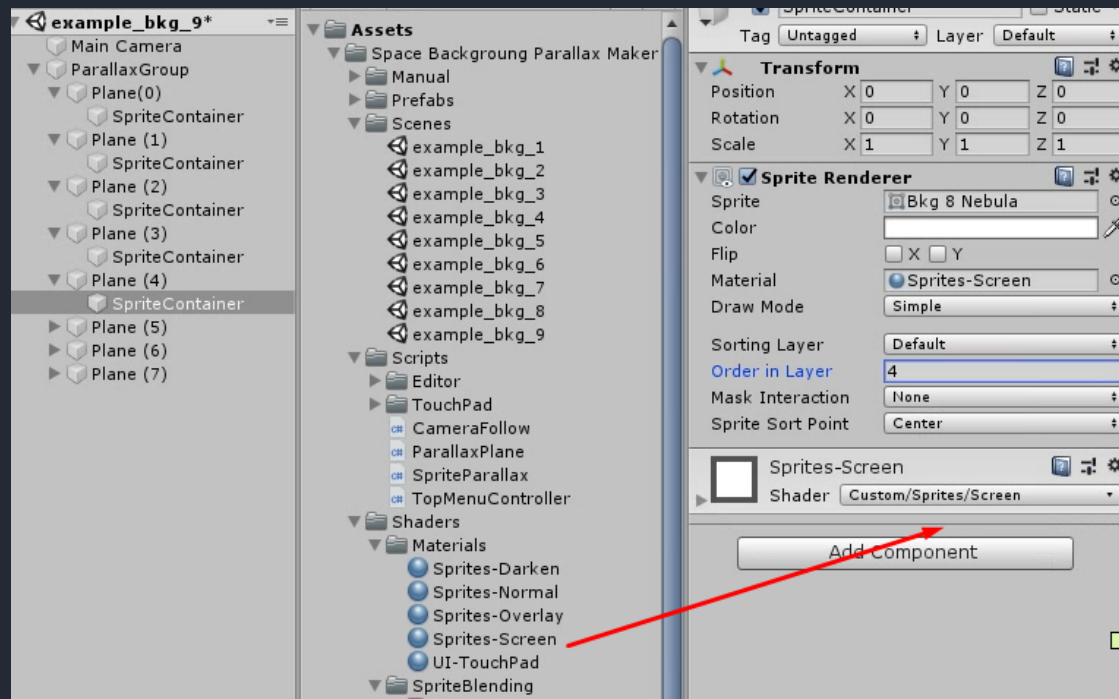 example_bkg_9*
Main Camera
ParallaxGroup
Plane(0)
SpriteContainer
Plane (1)
SpriteContainer
Plane (2)
SpriteContainer
Plane (3)
SpriteContainer
Plane (4)
SpriteContainer
Plane (5)
Plane (6)
Plane (7)
Assets
Space Backgroung Parallax Maker
Manual
Prefabs
Scenes
example_bkg_1
example_bkg_2
example_bkg_3
example_bkg_4
example_bkg_5
example_bkg_6
example_bkg_7
example_bkg_8
example_bkg_9
Scripts
Editor
TouchPad
c# CameraFollow
c# ParallaxPlane
c# SpriteParallax
c# TopMenuController
Shaders
Materials
Sprites-Darken
Sprites-Normal
Sprites-Overlay
Sprites-Screen
UI-TouchPad
SpriteBlending
SpriteContainer Static
Tag Untagged Layer Default
Transform
Position X 0 Y 0 Z 0
Rotation X 0 Y 0 Z 0
Scale X 1 Y 1 Z 1
Sprite Renderer
Sprite Bkg 8 Nebula
Color
Flip X Y
Material Sprites-Screen
Draw Mode Simple
Sorting Layer Default
Order in Layer 4
Mask Interaction None
Sprite Sort Point Center
Sprites-Screen
Shader Custom/Sprites/Screen
Add Component